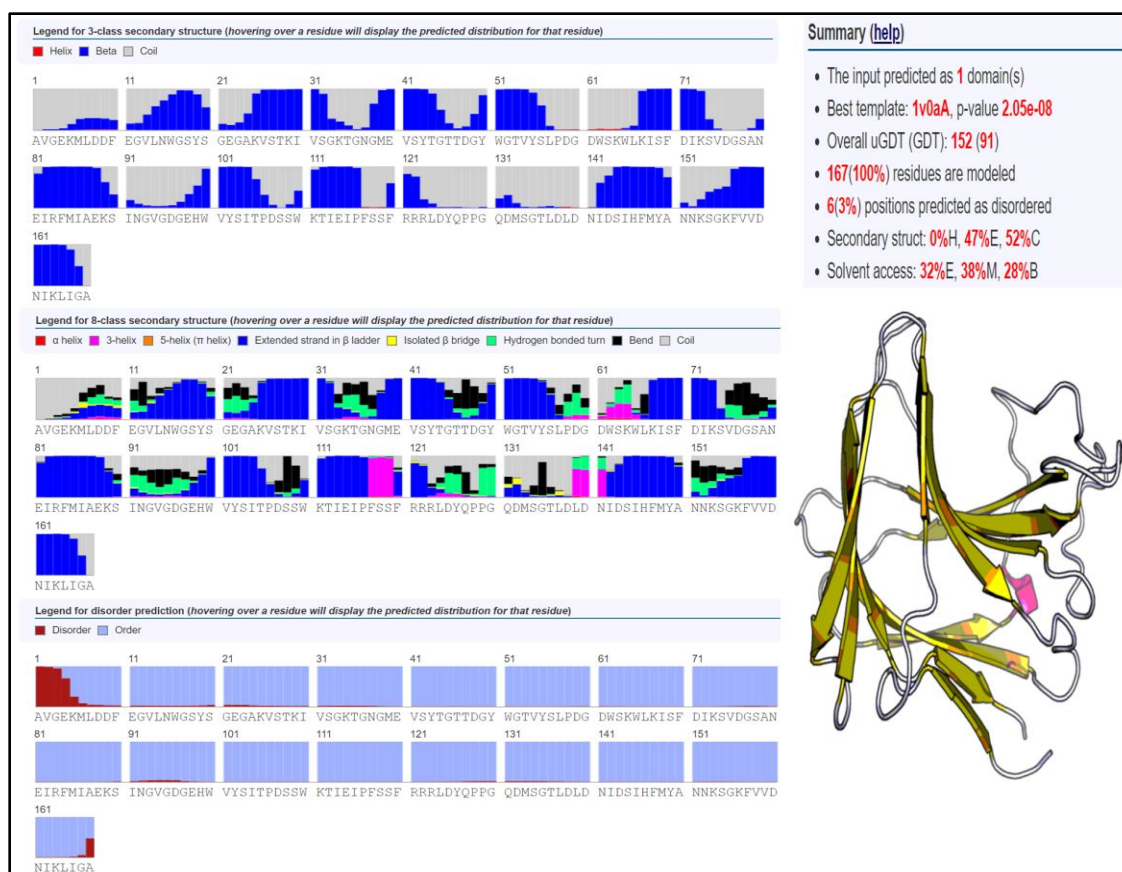 Legend for 3-class secondary structure (hovering over a residue will display the predicted distribution for that residue)
Helix Beta Coil
1 11 21 31 41 51 61 71
AVGEKMLDDF EGVLNWGSYS GEGAKVSTKI VSGKTGNGME VSYTGTTDGY WGTVYSLPDG DWSKWLKISF DIKSVDGSAN
81 91 101 111 121 131 141 151
EIRFMIAEKS INGVGDGEHW VYSITPDSSW KTIEIPFSSF RRRLDYQPPG QDMSGTLDLD NIDSIHFMYA NNKSGKFVVD
161
NIKLIGA
Legend for 8-class secondary structure (hovering over a residue will display the predicted distribution for that residue)
α helix 3-helix 5-helix (π helix) Extended strand in β ladder Isolated β bridge Hydrogen bonded turn Bend Coil
1 11 21 31 41 51 61 71
AVGEKMLDDF EGVLNWGSYS GEGAKVSTKI VSGKTGNGME VSYTGTTDGY WGTVYSLPDG DWSKWLKISF DIKSVDGSAN
81 91 101 111 121 131 141 151
EIRFMIAEKS INGVGDGEHW VYSITPDSSW KTIEIPFSSF RRRLDYQPPG QDMSGTLDLD NIDSIHFMYA NNKSGKFVVD
161
NIKLIGA
Legend for disorder prediction (hovering over a residue will display the predicted distribution for that residue)
Disorder Order
1 11 21 31 41 51 61 71
AVGEKMLDDF EGVLNWGSYS GEGAKVSTKI VSGKTGNGME VSYTGTTDGY WGTVYSLPDG DWSKWLKISF DIKSVDGSAN
81 91 101 111 121 131 141 151
EIRFMIAEKS INGVGDGEHW VYSITPDSSW KTIEIPFSSF RRRLDYQPPG QDMSGTLDLD NIDSIHFMYA NNKSGKFVVD
161
NIKLIGA
Summary (help)
• The input predicted as 1 domain(s)
• Best template: 1v0aA, p-value 2.05e-08
• Overall uGDT (GDT): 152 (91)
• 167(100%) residues are modeled
• 6(3%) positions predicted as disordered
• Secondary struct: 0%H, 47%E, 52%C
• Solvent access: 32%E, 38%M, 28%B